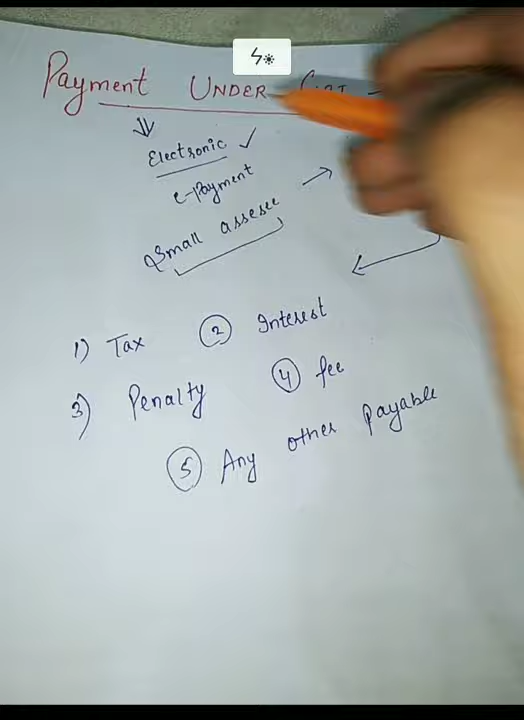 Payment UNDER
Electronic ✓
e-Payment
Small assesee →
1) Tax ② Interest
3) Penalty ④ fee
⑤ Any other payable